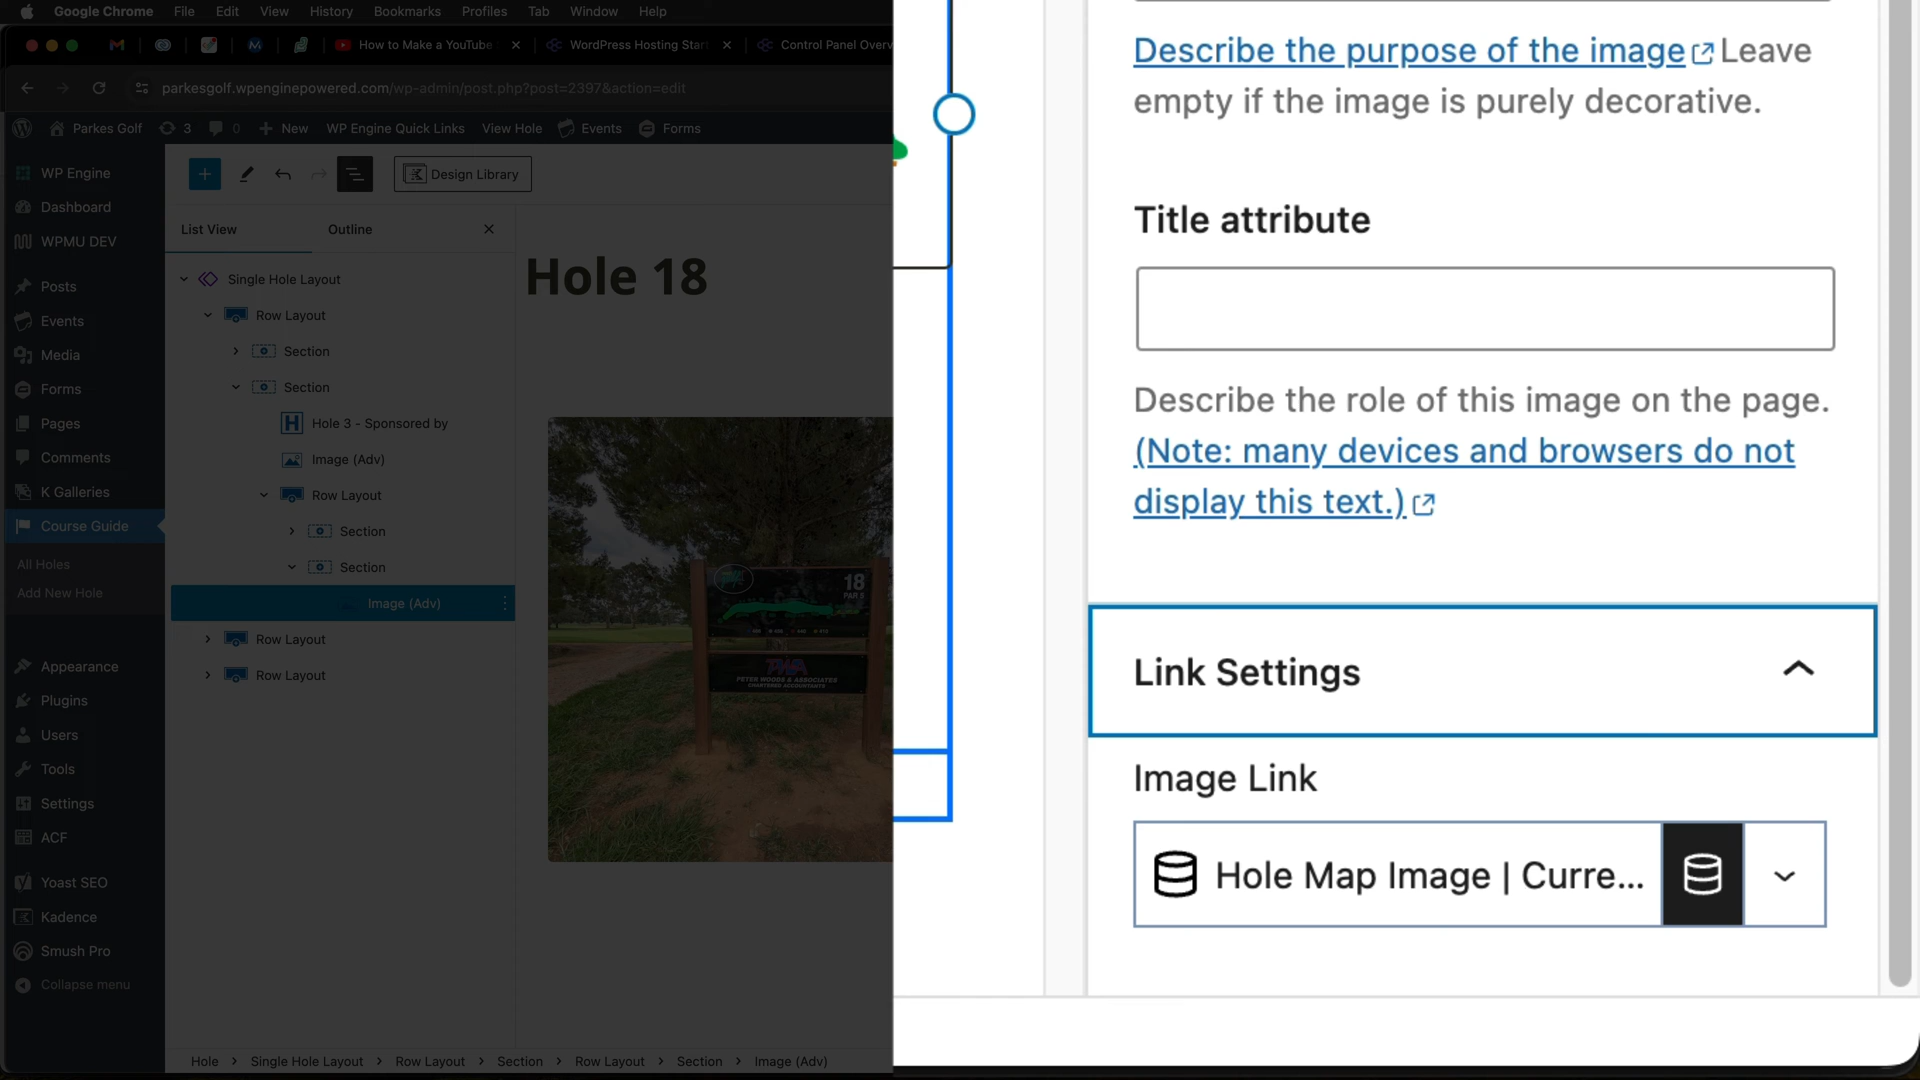 Google Chrome File Edit View History Bookmarks Profiles Tab Window Help
How to Make a YouTube WordPress Hosting Star Control Panel Overv
parkesgolf.wpenginepowered.com/wp-admin/post.php?post=2397&action=edit
Parkes Golf 3 0 New WP Engine Quick Links View Hole Events Forms
WP Engine
Dashboard
WPMU DEV
Posts
Events
Media
Forms
Pages
Comments
K Galleries
Course Guide
All Holes
Add New Hole
Appearance
Plugins
Users
Tools
Settings
ACF
Yoast SEO
Kadence
Smush Pro
Collapse menu
Design Library
List View Outline
Single Hole Layout
Row Layout
Section
Section
Hole 3 - Sponsored by
Image (Adv)
Row Layout
Section
Section
Image (Adv)
Row Layout
Row Layout
Hole 18
18
PAR 5
PETER WOODS & ASSOCIATES
CHARTERED ACCOUNTANTS
Hole Single Hole Layout Row Layout Section Row Layout Section Image (Adv)
Describe the purpose of the image Leave
empty if the image is purely decorative.
Title attribute
Describe the role of this image on the page.
(Note: many devices and browsers do not
display this text.)
Link Settings
Image Link
Hole Map Image | Curre...